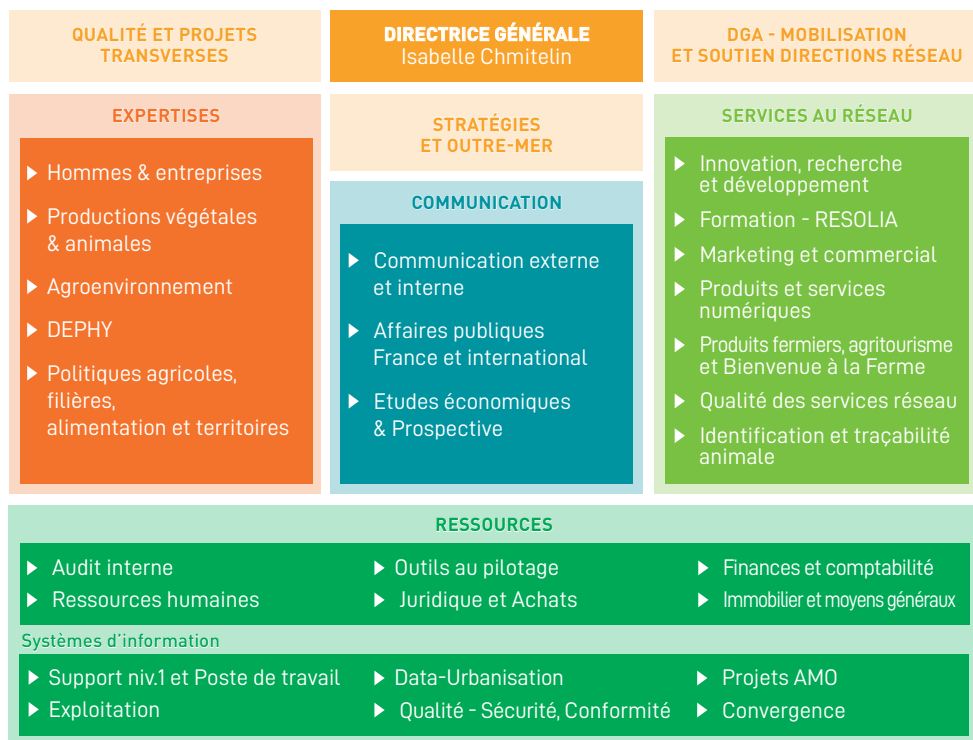 QUALITÉ ET PROJETS
TRANSVERSES
DIRECTRICE GÉNÉRALE
Isabelle Chmitelin
DGA - MOBILISATION
ET SOUTIEN DIRECTIONS RÉSEAU
EXPERTISES
Hommes & entreprises
Productions végétales
& animales
Agroenvironnement
DEPHY
Politiques agricoles,
filières,
alimentation et territoires
STRATÉGIES
ET OUTRE-MER
COMMUNICATION
Communication externe
et interne
Affaires publiques
France et international
Etudes économiques
& Prospective
SERVICES AU RÉSEAU
Innovation, recherche
et développement
Formation - RESOLIA
Marketing et commercial
Produits et services
numériques
Produits fermiers, agritourisme
et Bienvenue à la Ferme
Qualité des services réseau
Identification et traçabilité
animale
RESSOURCES
Audit interne
Ressources humaines
Outils au pilotage
Juridique et Achats
Finances et comptabilité
Immobilier et moyens généraux
Systèmes d'information
Support niv.1 et Poste de travail
Exploitation
Data-Urbanisation
Qualité - Sécurité, Conformité
Projets AMO
Convergence